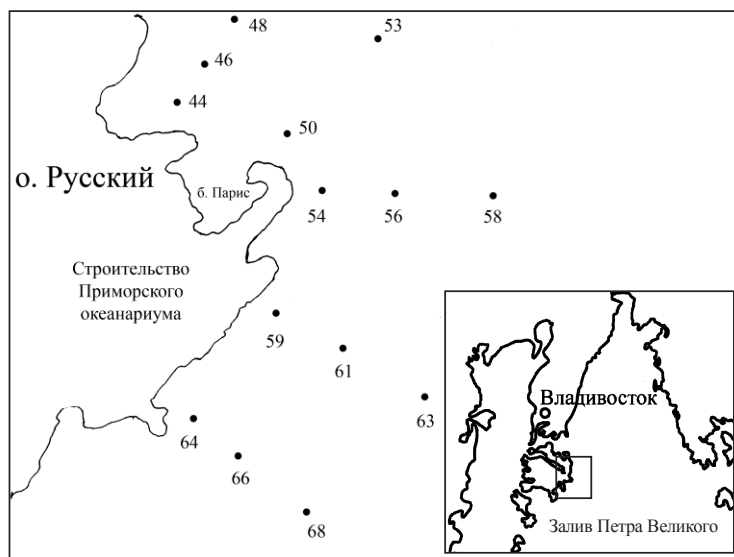 48
53
46
44
50
о. Русский
б. Парис
54
56
58
Строительство
Приморского
океанариума
59
61
63
64
66
68
Владивосток
Залив Петра Великого